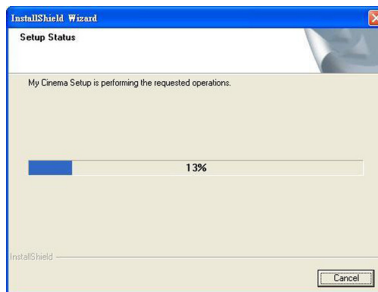 InstallShield Wizard
Setup Status
My Cinema Setup is performing the requested operations.
13%
InstallShield
Cancel